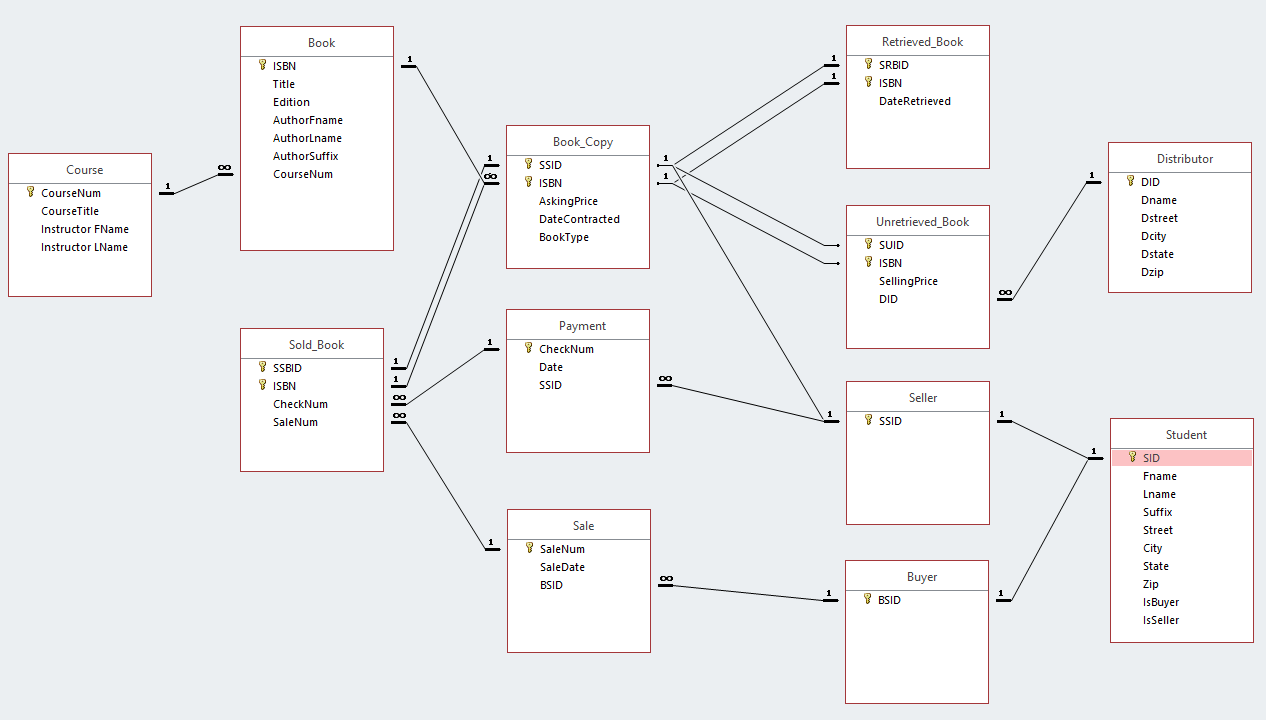 Course
CourseNum
CourseTitle
Instructor FName
Instructor LName
1
∞
Book
ISBN
Title
Edition
AuthorFname
AuthorLname
AuthorSuffix
CourseNum
1
Sold_Book
SSBID
ISBN
CheckNum
SaleNum
1
1
∞
∞
1
∞
Book_Copy
SSID
ISBN
AskingPrice
DateContracted
BookType
1
1
1
Payment
CheckNum
Date
SSID
∞
1
Sale
SaleNum
SaleDate
BSID
∞
1
1
Retrieved_Book
SRBID
ISBN
DateRetrieved
Unretrieved_Book
SUID
ISBN
SellingPrice
DID
∞
1
Seller
SSID
1
1
Buyer
BSID
1
1
Distributor
DID
Dname
Dstreet
Dcity
Dstate
Dzip
1
Student
SID
Fname
Lname
Suffix
Street
City
State
Zip
IsBuyer
IsSeller